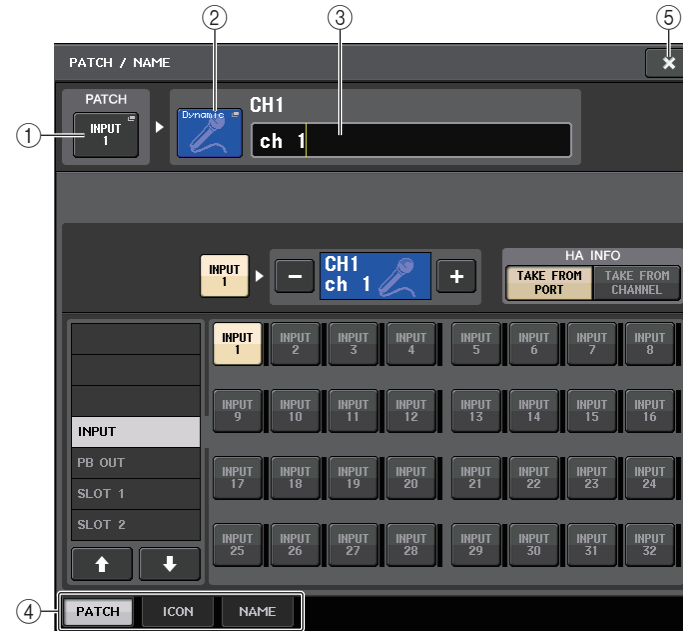 ② ③ ⑤
PATCH / NAME
×
PATCH
①
INPUT
1
Dynamic
CH1
ch 1
INPUT
1
−
CH1
ch 1
+
HA INFO
TAKE FROM
PORT
TAKE FROM
CHANNEL
INPUT
PB OUT
SLOT 1
SLOT 2
INPUT
1
INPUT
2
INPUT
3
INPUT
4
INPUT
5
INPUT
6
INPUT
7
INPUT
8
INPUT
9
INPUT
10
INPUT
11
INPUT
12
INPUT
13
INPUT
14
INPUT
15
INPUT
16
INPUT
17
INPUT
18
INPUT
19
INPUT
20
INPUT
21
INPUT
22
INPUT
23
INPUT
24
INPUT
25
INPUT
26
INPUT
27
INPUT
28
INPUT
29
INPUT
30
INPUT
31
INPUT
32
④
PATCH ICON NAME